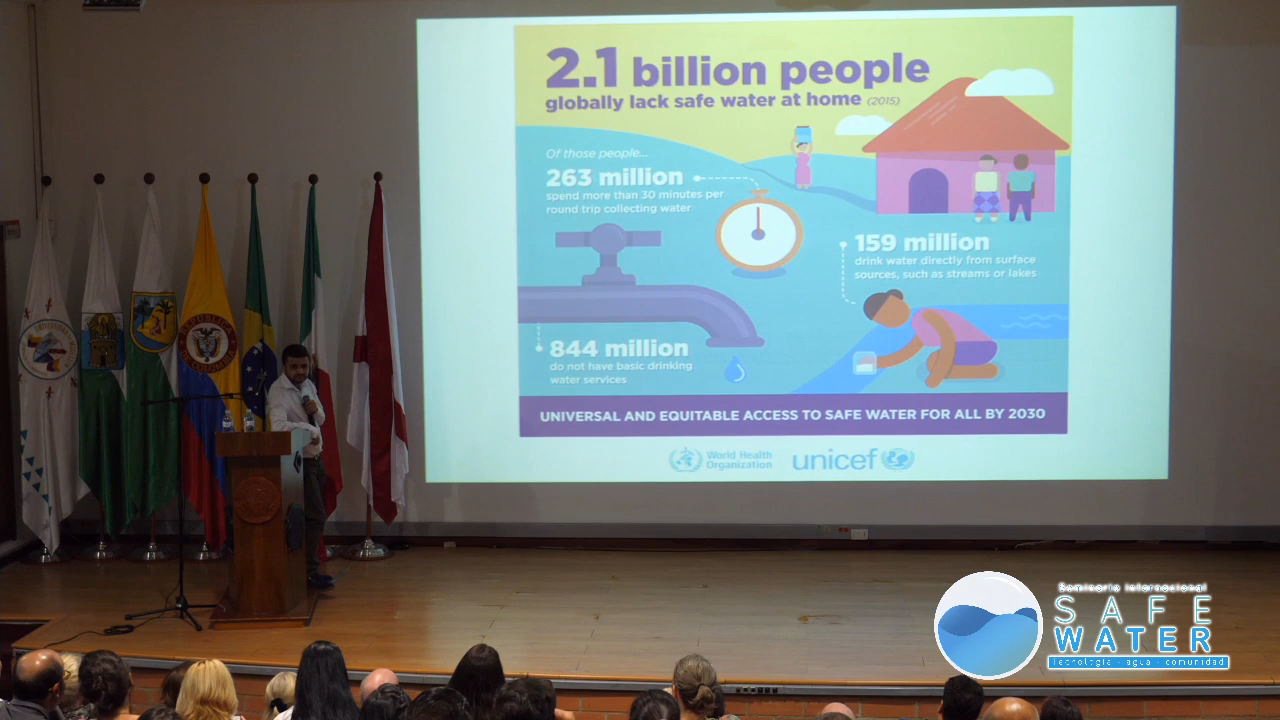 2.1 billion people
globally lack safe water at home (2015)
Of those people...
263 million
spend more than 30 minutes per
round trip collecting water
159 million
drink water directly from surface
sources, such as streams or lakes
844 million
do not have basic drinking
water services
UNIVERSAL AND EQUITABLE ACCESS TO SAFE WATER FOR ALL BY 2030
World Health
Organization
unicef
REPUBLICA
DE COLOMBIA
Seminario internacional
SAFE
WATER
tecnología - agua - comunidad